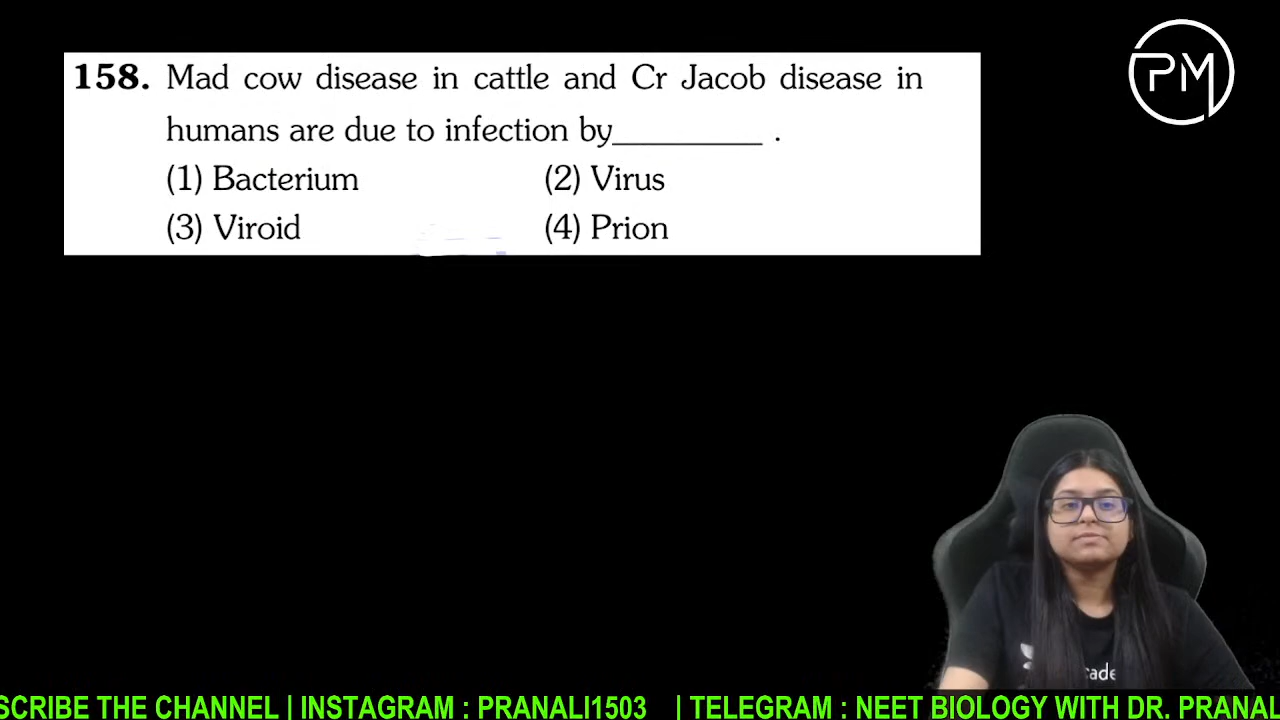 PM
158. Mad cow disease in cattle and Cr Jacob disease in
humans are due to infection by_________ .
(1) Bacterium (2) Virus
(3) Viroid (4) Prion
SCRIBE THE CHANNEL | INSTAGRAM : PRANALI1503 | TELEGRAM : NEET BIOLOGY WITH DR. PRANAL